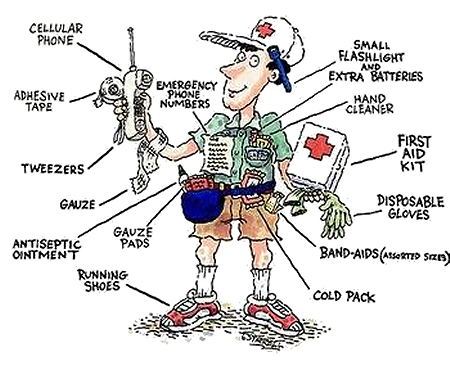 CELLULAR
PHONE
ADHESIVE
TAPE
EMERGENCY
PHONE
NUMBERS
SMALL
FLASHLIGHT
AND
EXTRA BATTERIES
HAND
CLEANER
FIRST
AID
KIT
TWEEZERS
GAUZE
DISPOSABLE
GLOVES
ANTISEPTIC
OINTMENT
GAUZE
PADS
BAND-AIDS (ASSORTED SIZES)
RUNNING
SHOES
COLD PACK